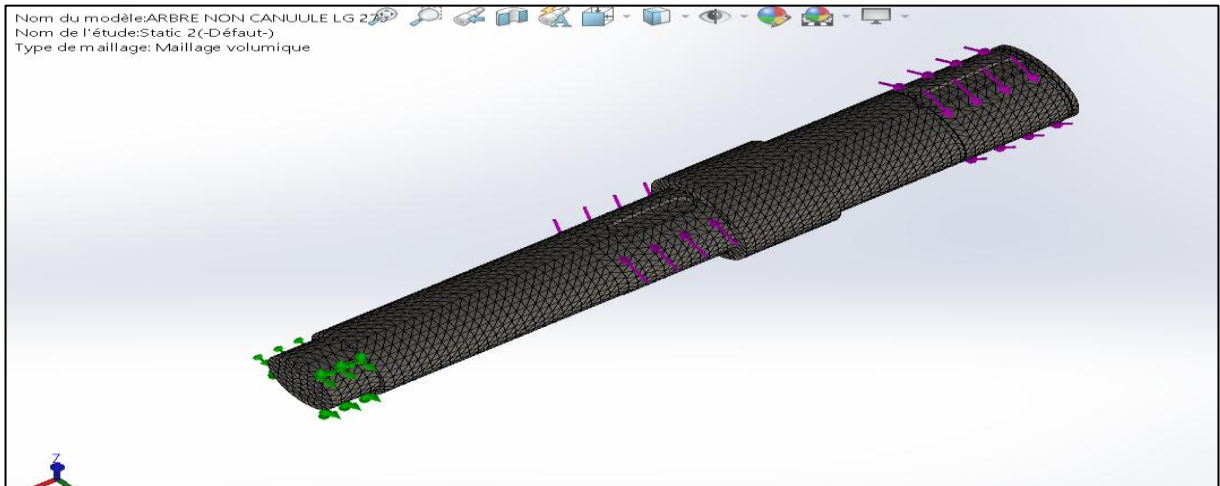 Nom du modèle:ARBRE NON CANUULE LG 27
Nom de l'étude:Static 2(-Défaut-)
Type de maillage: Maillage volumique
Z